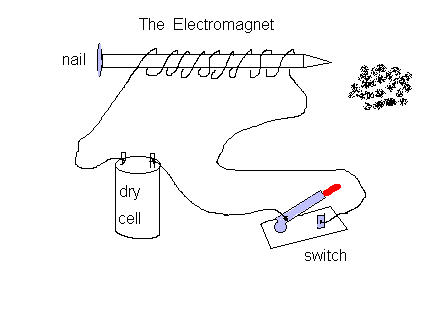 The Electromagnet
nail
dry
cell
switch